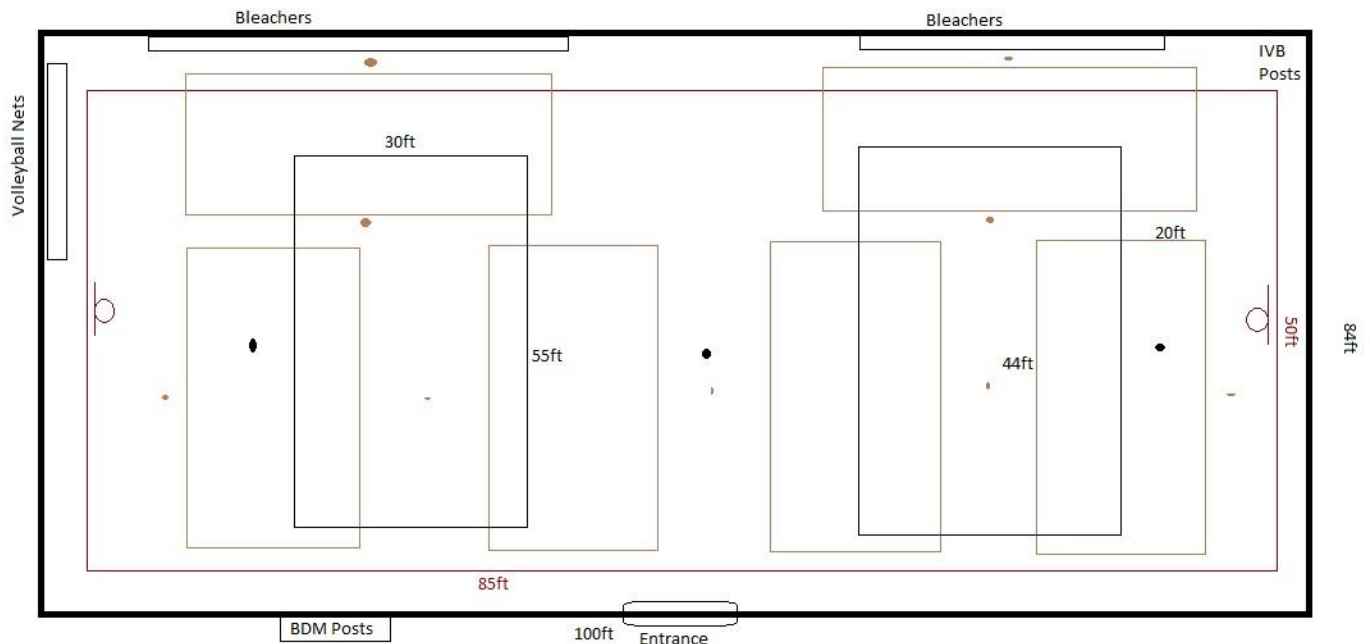 Bleachers
Bleachers
IVB
Posts
Volleyball Nets
30ft
20ft
50ft
84ft
55ft
44ft
85ft
BDM Posts
100ft
Entrance